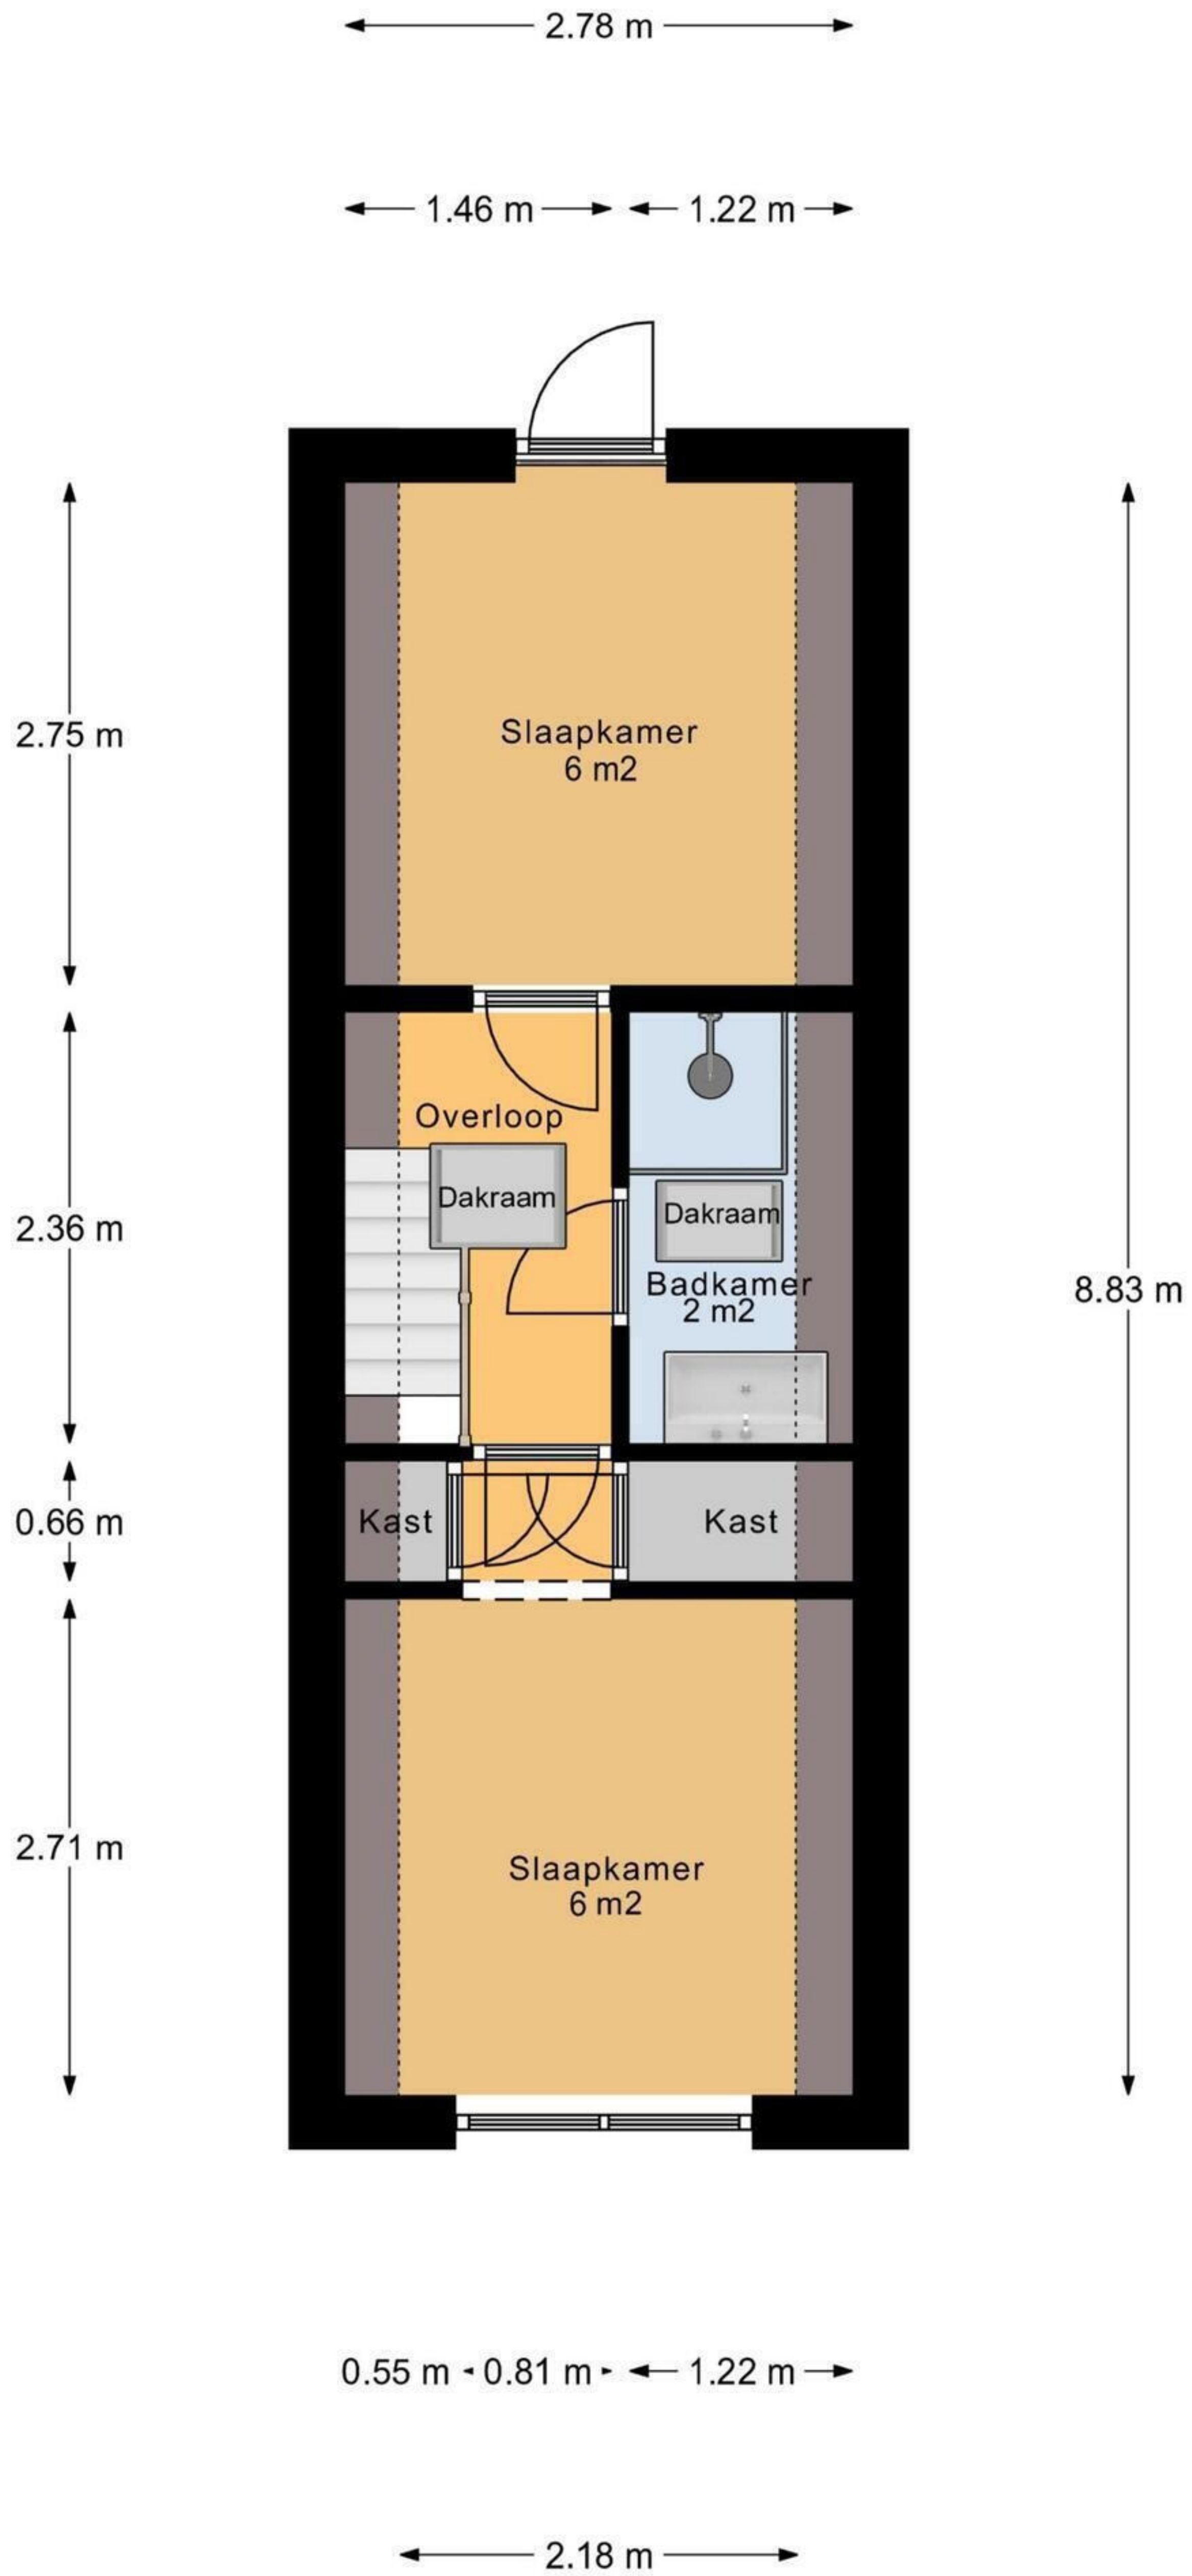 2.78 m
1.46 m
1.22 m
2.75 m
Slaapkamer
6 m2
Overloop
Dakraam
Dakraam
2.36 m
Badkamer
2 m2
8.83 m
0.66 m
Kast
Kast
2.71 m
Slaapkamer
6 m2
0.55 m
0.81 m
1.22 m
2.18 m